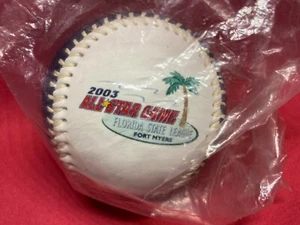 2003
ALL-STAR GAME
FLORIDA STATE LEAGUE
FORT MYERS